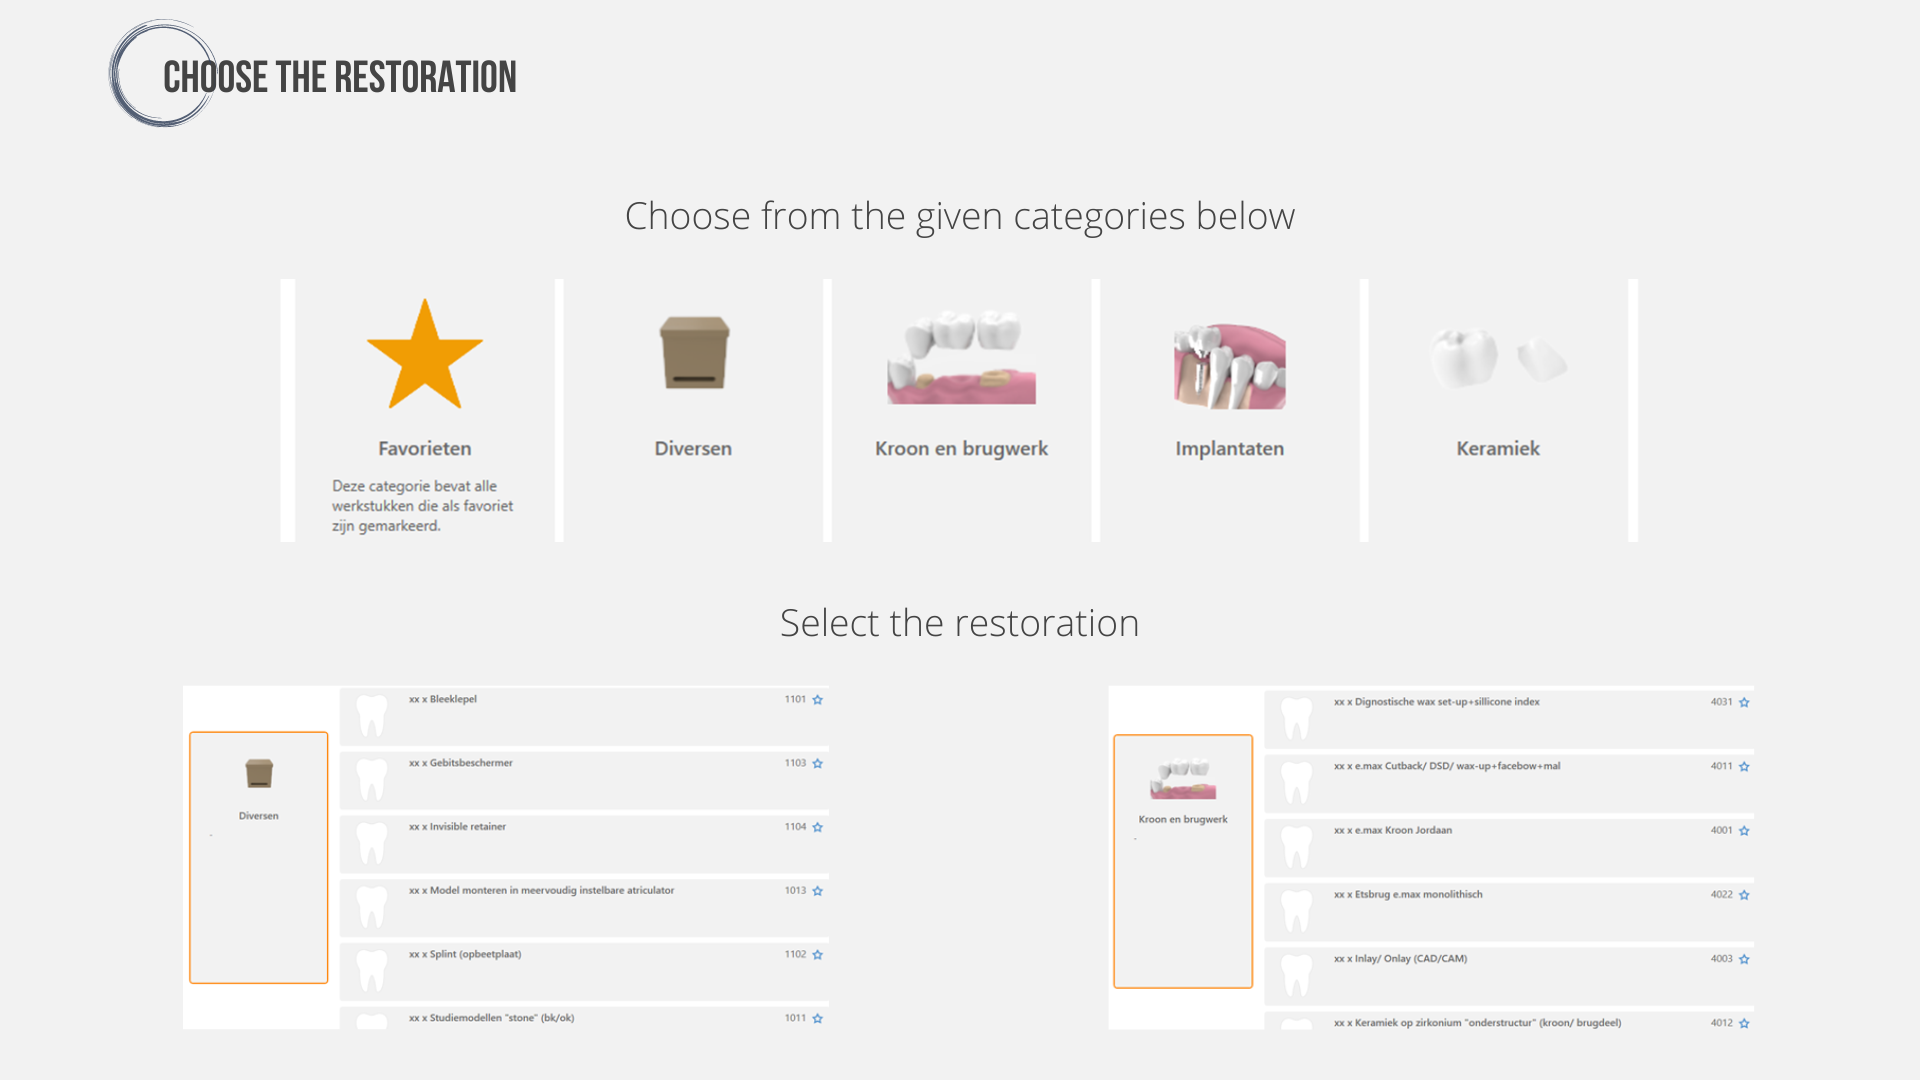 CHOOSE THE RESTORATION
Choose from the given categories below
Favorieten
Deze categorie bevat alle
werkstukken die als favoriet
zijn gemarkeerd.
Diversen
Kroon en brugwerk
Implantaten
Keramiek
Select the restoration
Diversen
-
xx x Bleeklepel 1101
xx x Gebitsbeschermer 1103
xx x Invisible retainer 1104
xx x Model monteren in meervoudig instelbare atriculator 1013
xx x Splint (opbeetplaat) 1102
xx x Studiemodellen "stone" (bk/ok) 1011
Kroon en brugwerk
-
xx x Dignostische wax set-up+sillicone index 4031
xx x e.max Cutback/ DSD/ wax-up+facebow+mal 4011
xx x e.max Kroon Jordaan 4001
xx x Etsbrug e.max monolithisch 4022
xx x Inlay/ Onlay (CAD/CAM) 4003
xx x Keramiek op zirkonium "onderstructur" (kroon/ brugdeel) 4012